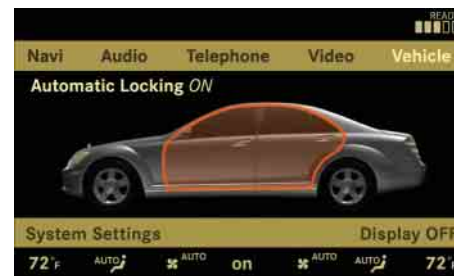 READY
Navi Audio Telephone Video Vehicle
Automatic Locking ON
System Settings Display OFF
72°F AUTO AUTO on AUTO AUTO 72°F